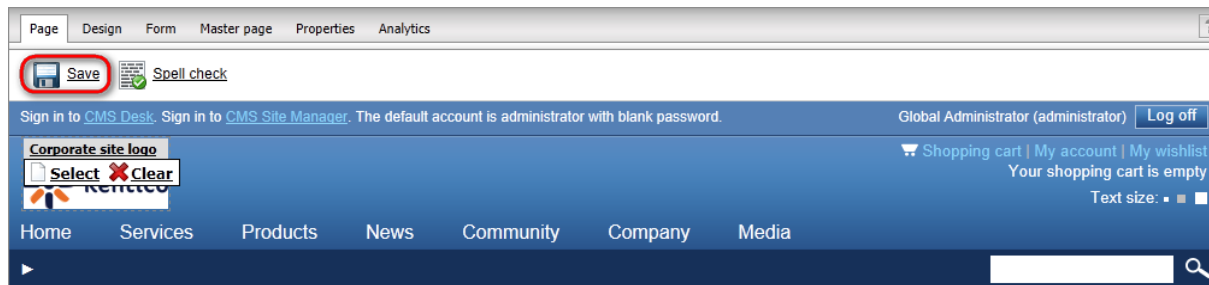 Page Design Form Master page Properties Analytics
Save Spell check
Sign in to CMS Desk. Sign in to CMS Site Manager. The default account is administrator with blank password. Global Administrator (administrator) Log off
Corporate site logo
Shopping cart | My account | My wishlist
Select Clear
Your shopping cart is empty
Text size:
Home Services Products News Community Company Media